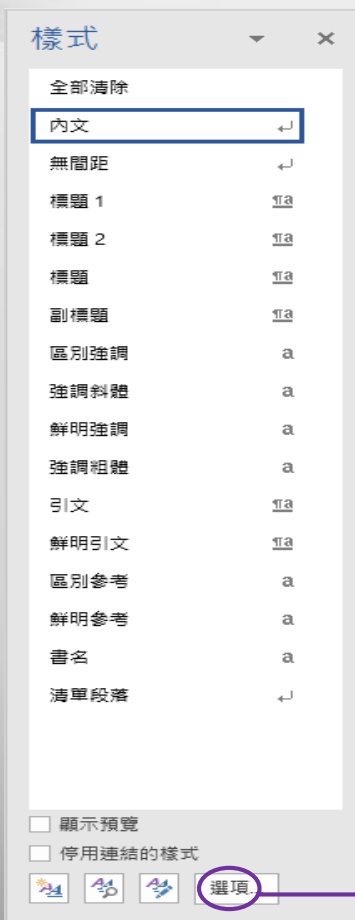 樣式
全部清除
內文
無間距
標題 1
標題 2
標題
副標題
區別強調
強調斜體
鮮明強調
強調粗體
引文
鮮明引文
區別參考
鮮明參考
書名
清單段落
顯示預覽
停用連結的樣式
選項...